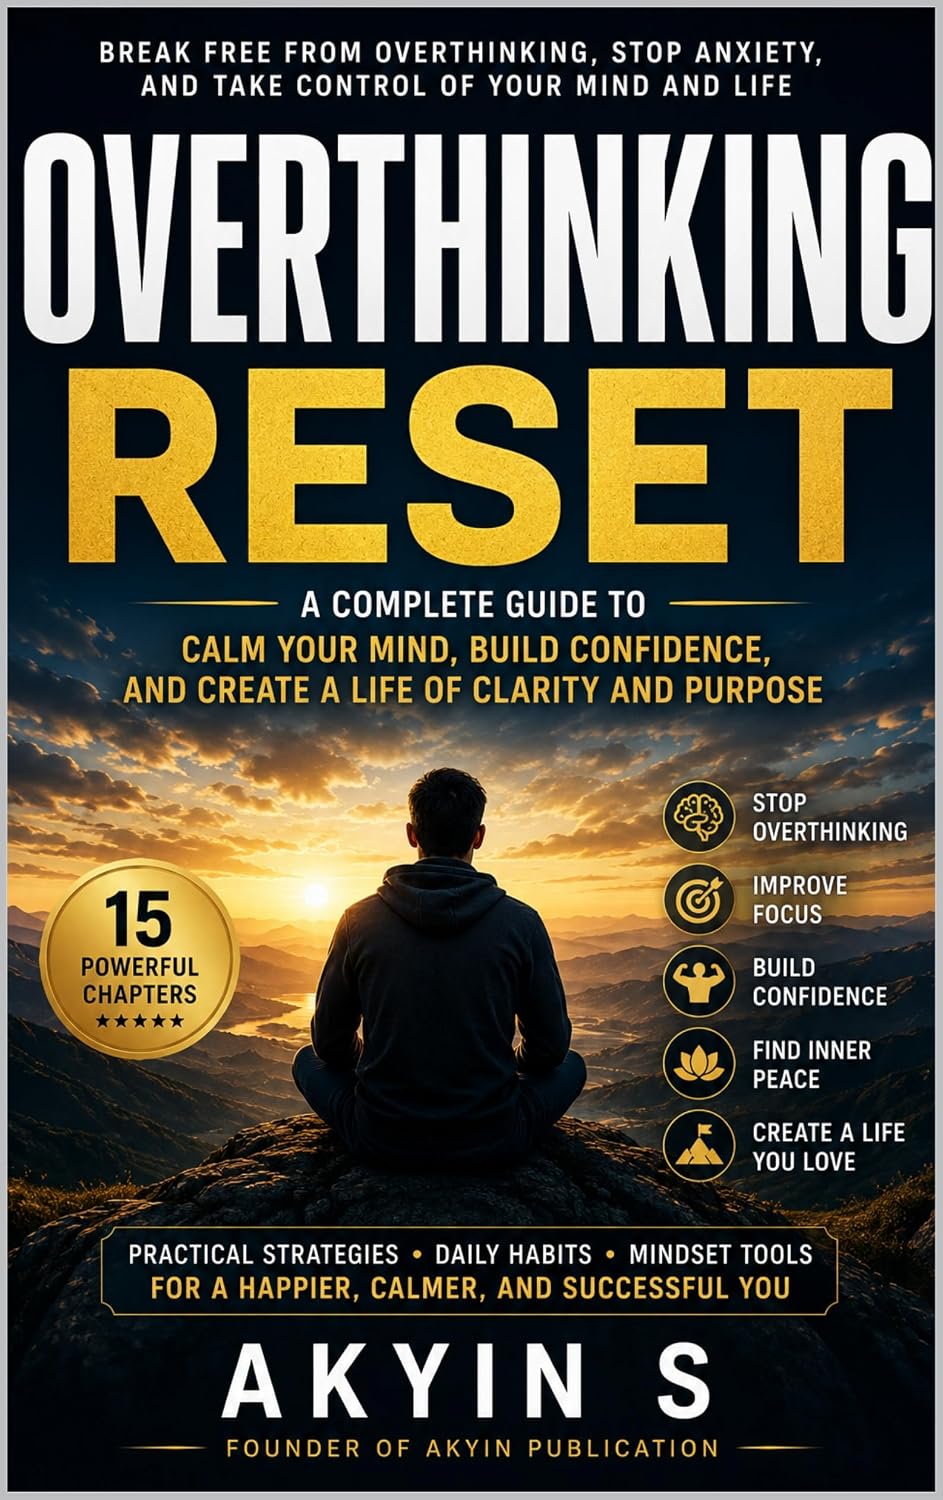 BREAK FREE FROM OVERTHINKING, STOP ANXIETY,
AND TAKE CONTROL OF YOUR MIND AND LIFE
OVERTHINKING
RESET
A COMPLETE GUIDE TO
CALM YOUR MIND, BUILD CONFIDENCE,
AND CREATE A LIFE OF CLARITY AND PURPOSE
15
POWERFUL
CHAPTERS
STOP
OVERTHINKING
IMPROVE
FOCUS
BUILD
CONFIDENCE
FIND INNER
PEACE
CREATE A LIFE
YOU LOVE
PRACTICAL STRATEGIES • DAILY HABITS • MINDSET TOOLS
FOR A HAPPIER, CALMER, AND SUCCESSFUL YOU
AKYIN S
FOUNDER OF AKYIN PUBLICATION